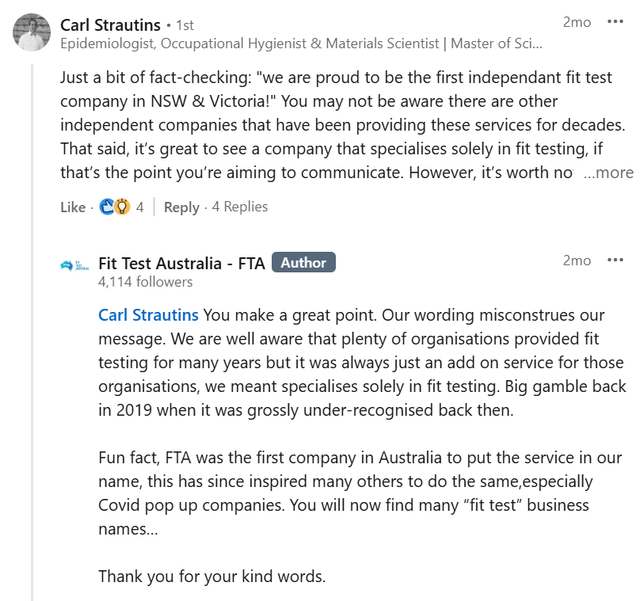 Carl Strautins • 1st
2mo •••
Epidemiologist, Occupational Hygienist & Materials Scientist | Master of Sci...
Just a bit of fact-checking: "we are proud to be the first independant fit test
company in NSW & Victoria!" You may not be aware there are other
independent companies that have been providing these services for decades.
That said, it's great to see a company that specialises solely in fit testing, if
that's the point you're aiming to communicate. However, it's worth no ...more
Like · 4 | Reply · 4 Replies
Fit Test Australia - FTA Author
2mo •••
4,114 followers
Carl Strautins You make a great point. Our wording misconstrues our
message. We are well aware that plenty of organisations provided fit
testing for many years but it was always just an add on service for those
organisations, we meant specialises solely in fit testing. Big gamble back
in 2019 when it was grossly under-recognised back then.
Fun fact, FTA was the first company in Australia to put the service in our
name, this has since inspired many others to do the same,especially
Covid pop up companies. You will now find many “fit test” business
names...
Thank you for your kind words.